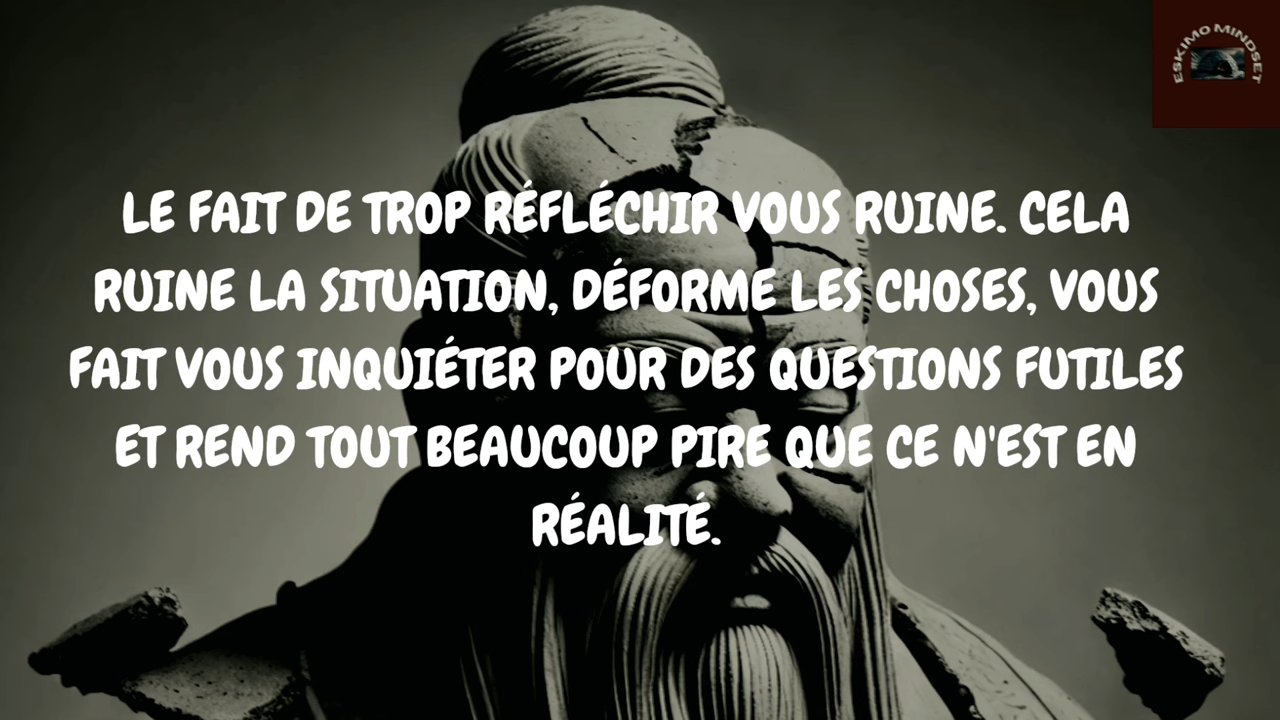 ESKIMO MINDSET
LE FAIT DE TROP RÉFLÉCHIR VOUS RUINE. CELA
RUINE LA SITUATION, DÉFORME LES CHOSES, VOUS
FAIT VOUS INQUIÉTER POUR DES QUESTIONS FUTILES
ET REND TOUT BEAUCOUP PIRE QUE CE N'EST EN
RÉALITÉ.